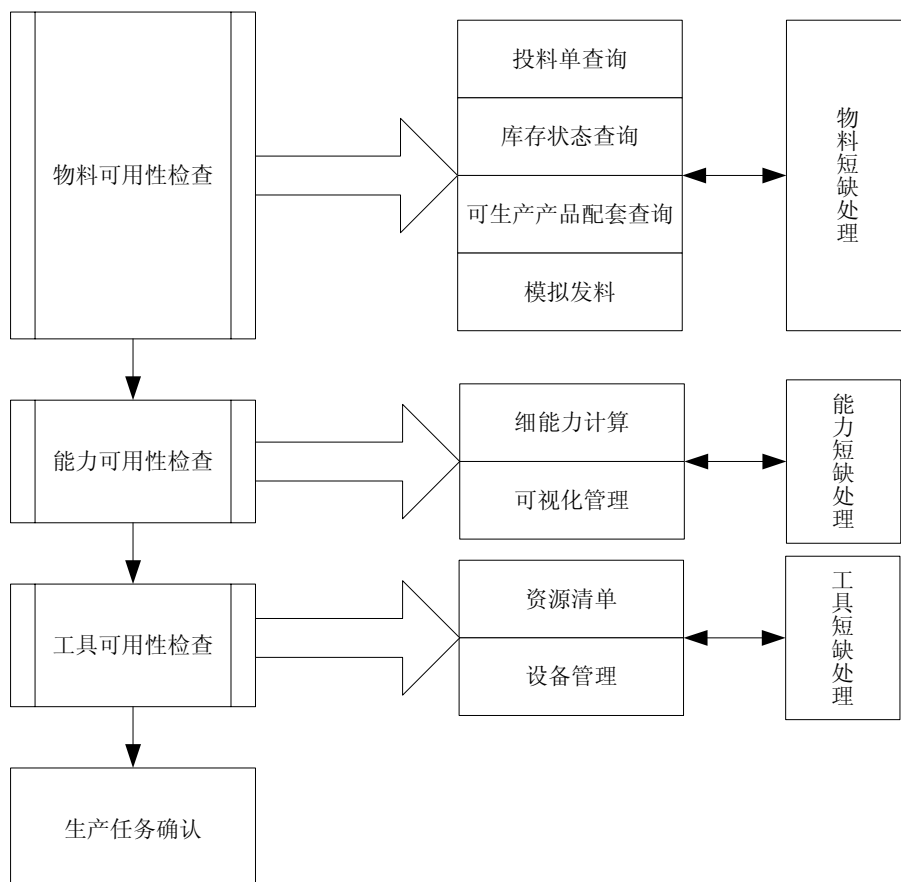 投料单查询
库存状态查询
物料可用性检查
可生产产品配套查询
模拟发料
物料短缺处理
能力可用性检查
细能力计算
可视化管理
能力短缺处理
工具可用性检查
资源清单
设备管理
工具短缺处理
生产任务确认